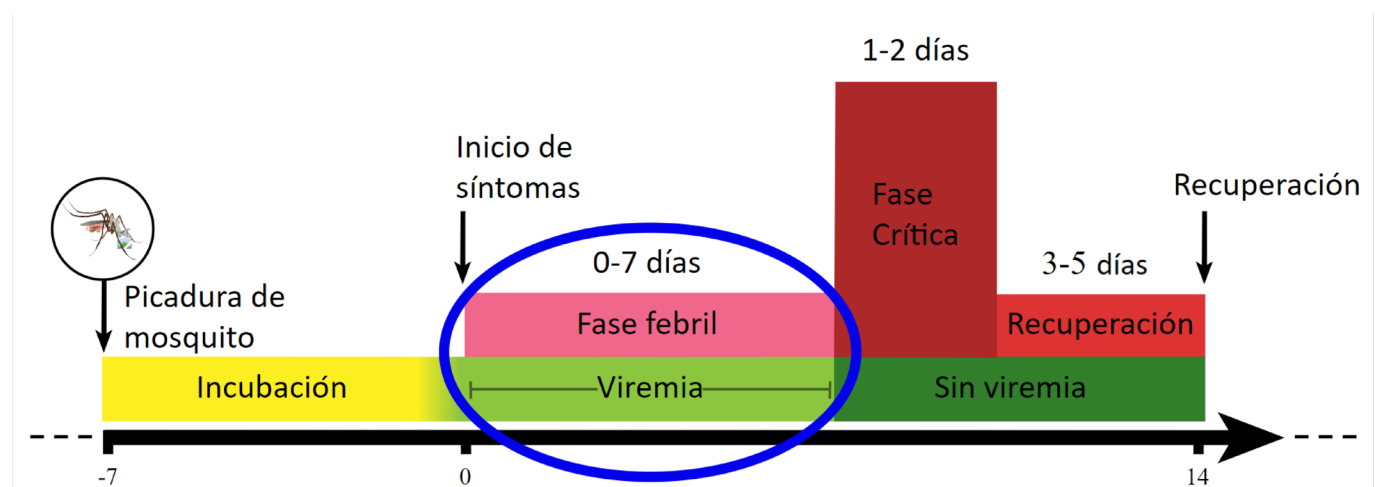 1-2 días
Inicio de
síntomas
Recuperación
Fase
Crítica
0-7 días
3-5 días
Picadura de
mosquito
Fase febril
Recuperación
Incubación
Viremia
Sin viremia
-7
0
14